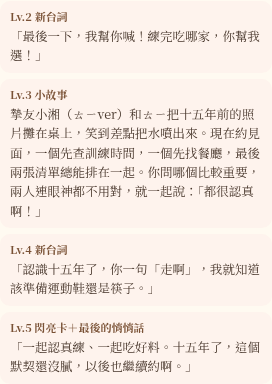 Lv.2 新台詞
「最後一下，我幫你喊！練完吃哪家，你幫我
選！」
Lv.3 小故事
摯友小湘（ㄊㄧver）和ㄊㄧ把十五年前的照
片攤在桌上，笑到差點把水噴出來。現在約見
面，一個先查訓練時間，一個先找餐廳，最後
兩張清單總能排在一起。你問哪個比較重要，
兩人連眼神都不用對，就一起說：「都很認真
啊！」
Lv.4 新台詞
「認識十五年了，你一句「走啊」，我就知道
該準備運動鞋還是筷子。」
Lv.5 閃亮卡＋最後的悄悄話
「一起認真練、一起吃好料。十五年了，這個
默契還沒膩，以後也繼續約啊。」